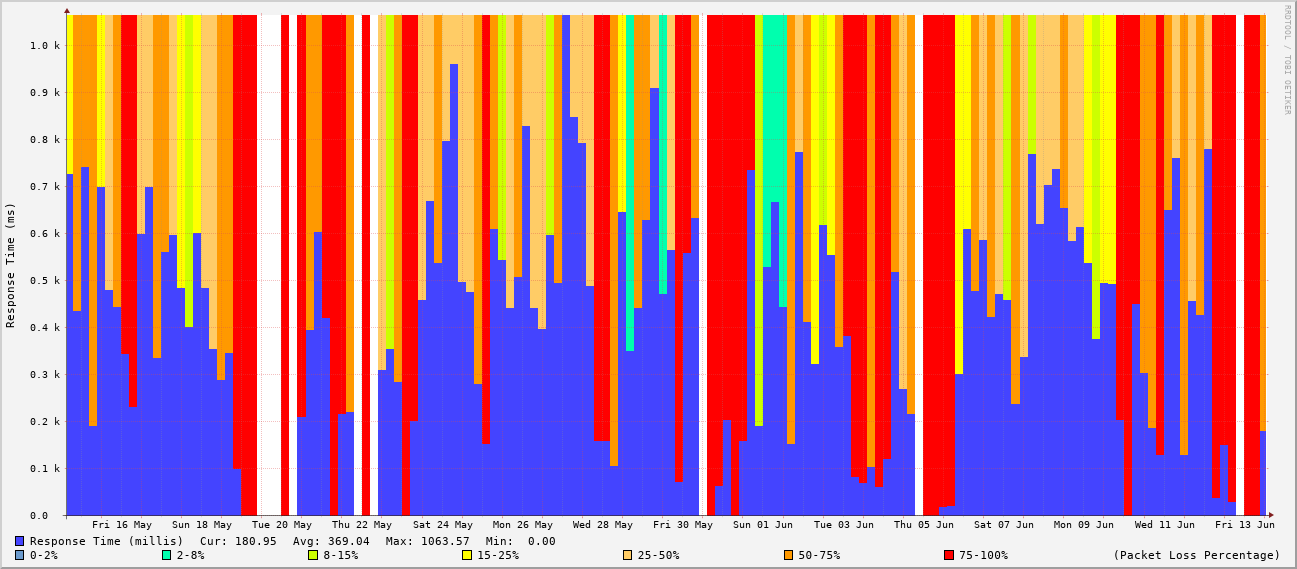 RRDTOOL / TOBI OETIKER
Response Time (ms)
1.0 k
0.9 k
0.8 k
0.7 k
0.6 k
0.5 k
0.4 k
0.3 k
0.2 k
0.1 k
0.0
Fri 16 May Sun 18 May Tue 20 May Thu 22 May Sat 24 May Mon 26 May Wed 28 May Fri 30 May Sun 01 Jun Tue 03 Jun Thu 05 Jun Sat 07 Jun Mon 09 Jun Wed 11 Jun Fri 13 Jun
Response Time (millis) Cur: 180.95 Avg: 369.04 Max: 1063.57 Min: 0.00
0-2% 2-8% 8-15% 15-25% 25-50% 50-75% 75-100% (Packet Loss Percentage)